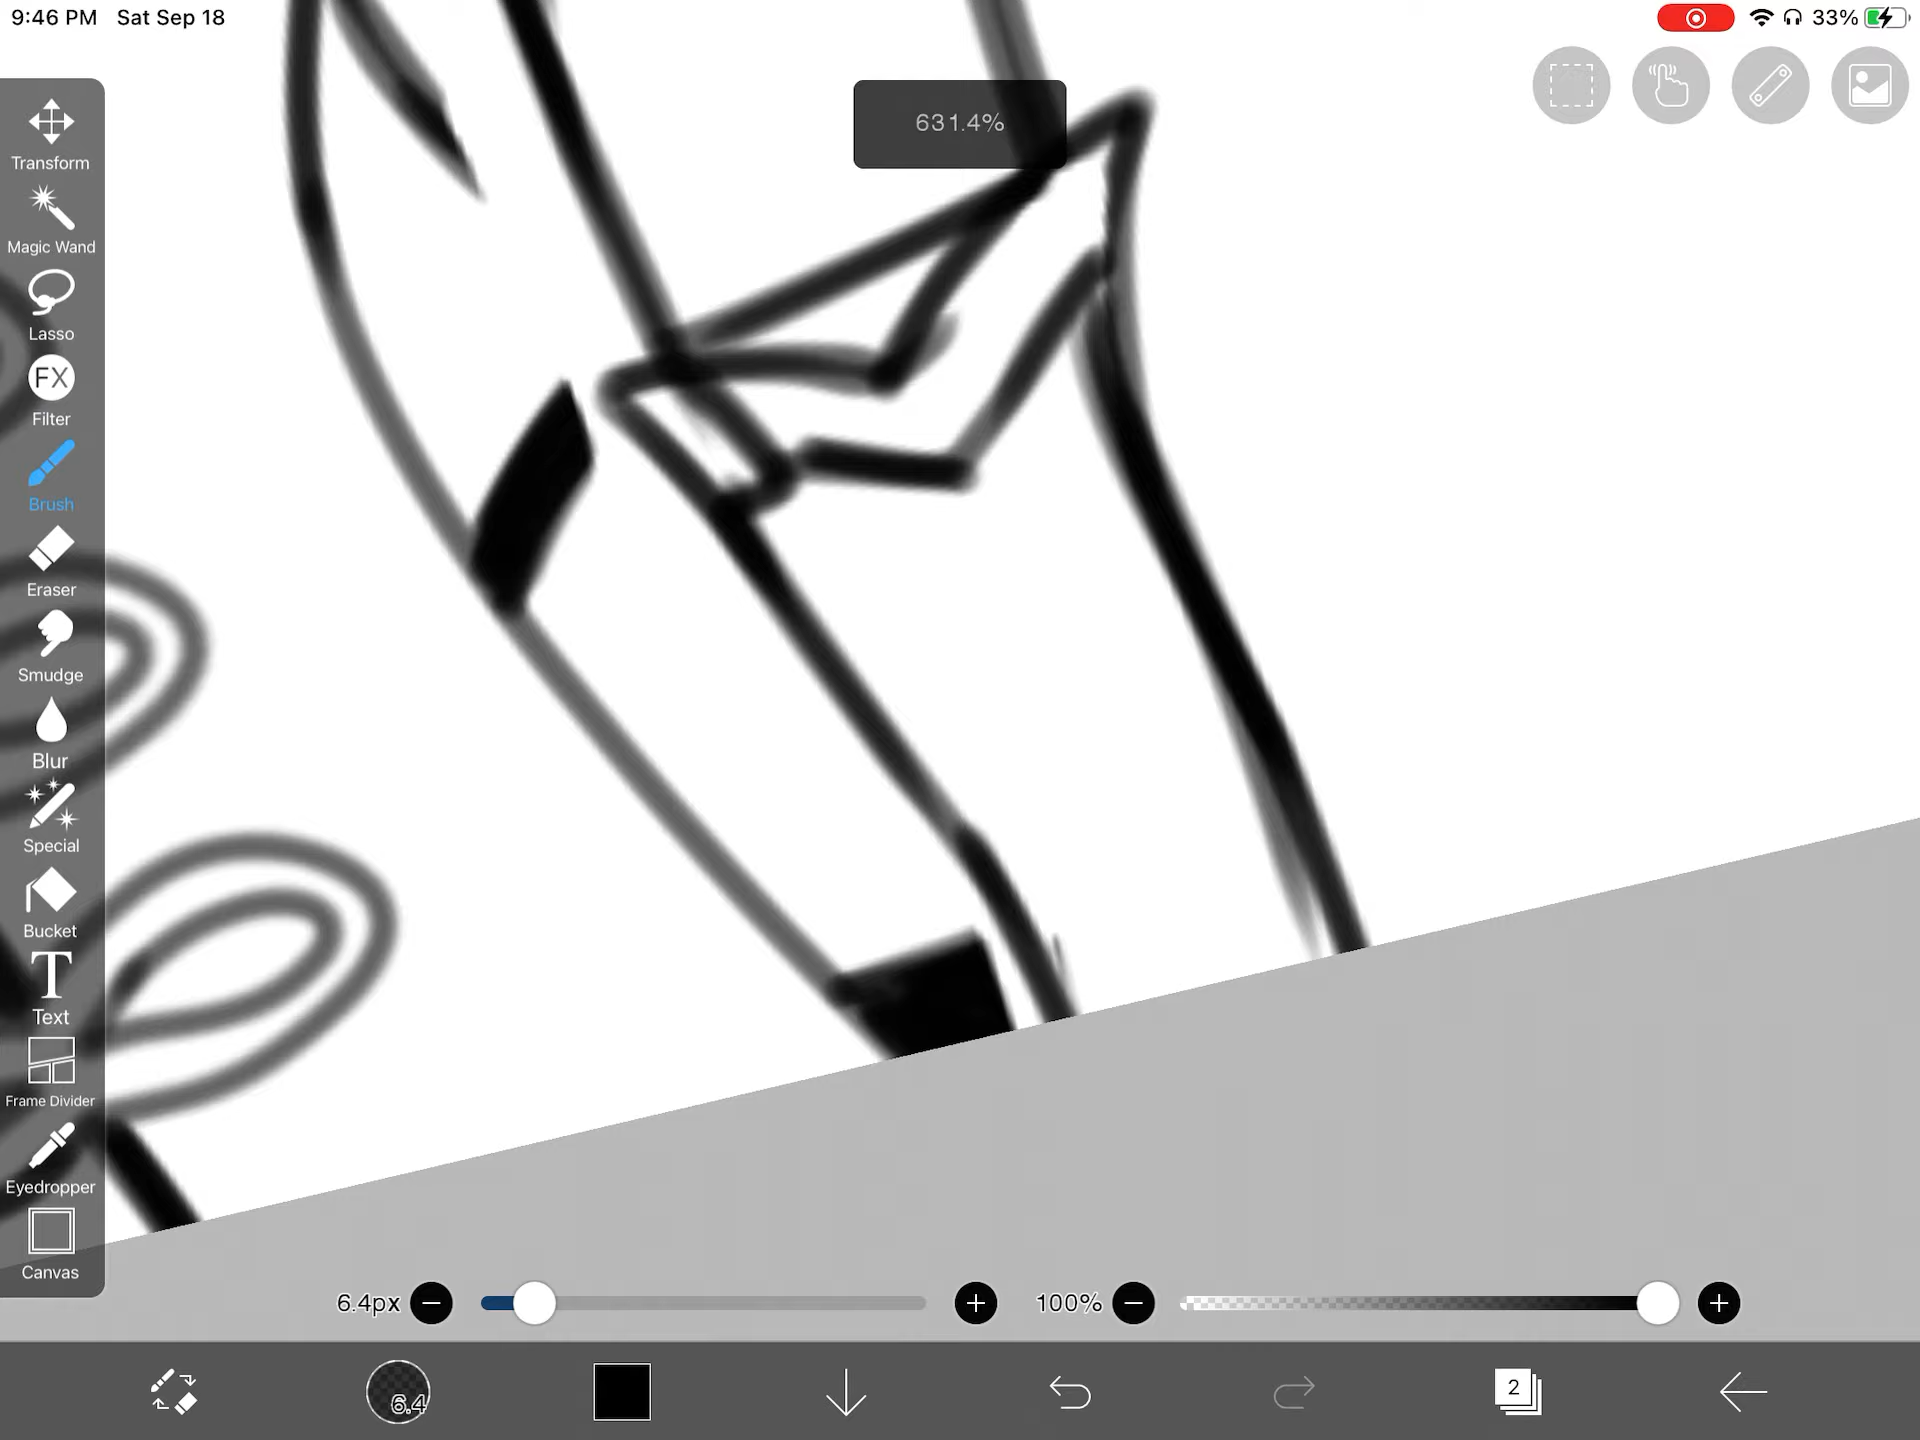 9:46 PM Sat Sep 18
33%
631.4%
Transform
Magic Wand
Lasso
FX
Filter
Brush
Eraser
Smudge
Blur
Special
Bucket
T
Text
Frame Divider
Eyedropper
Canvas
6.4px
100%
6.4
2